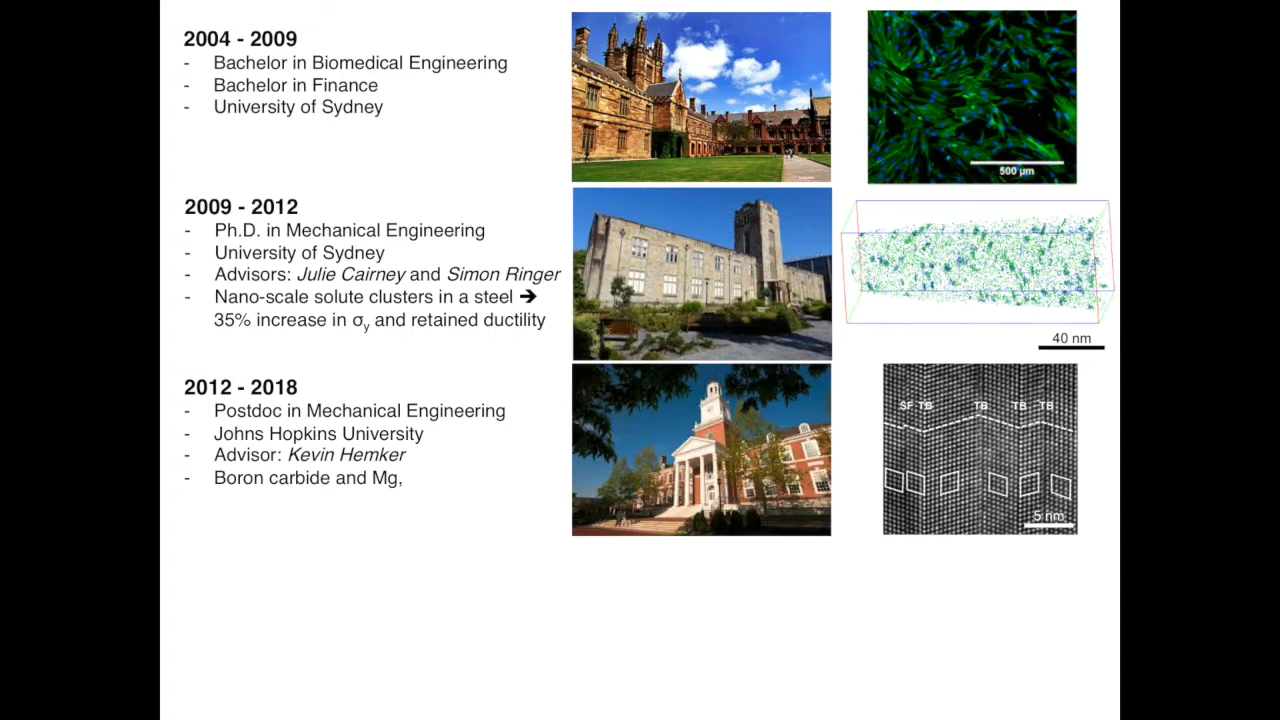 2004 - 2009
- Bachelor in Biomedical Engineering
- Bachelor in Finance
- University of Sydney
500 µm
2009 - 2012
- Ph.D. in Mechanical Engineering
- University of Sydney
- Advisors: Julie Cairney and Simon Ringer
- Nano-scale solute clusters in a steel ➔
35% increase in σy and retained ductility
40 nm
2012 - 2018
- Postdoc in Mechanical Engineering
- Johns Hopkins University
- Advisor: Kevin Hemker
- Boron carbide and Mg,
SF TB TB TB TB
5 nm